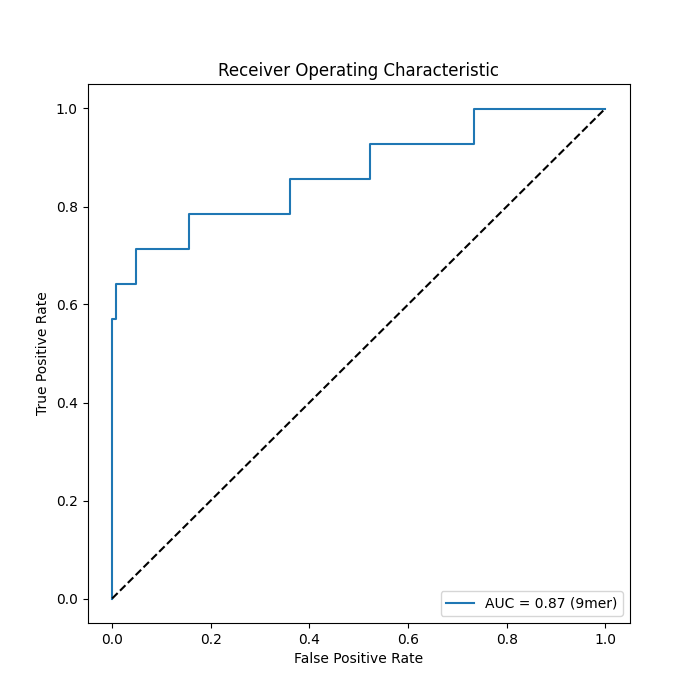 Receiver Operating Characteristic
1.0
0.8
0.6
0.4
0.2
0.0
True Positive Rate
AUC = 0.87 (9mer)
0.0 0.2 0.4 0.6 0.8 1.0
False Positive Rate